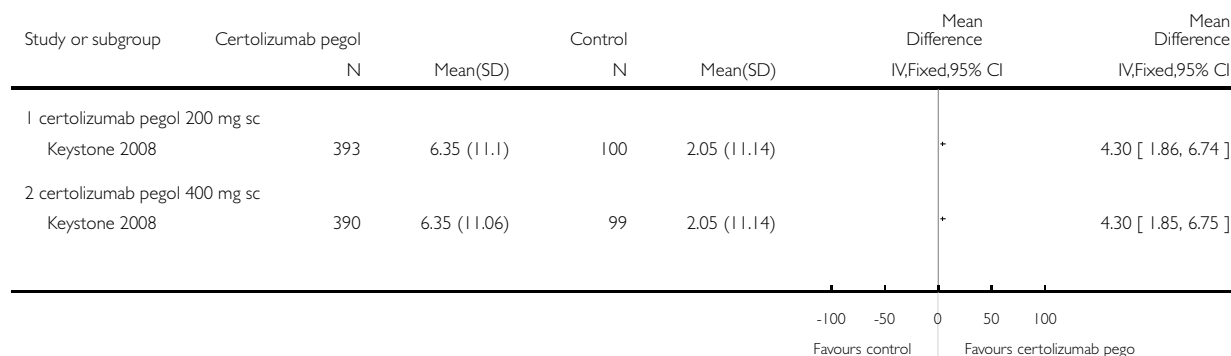 Study or subgroup Certolizumab pegol Control Mean Difference Mean Difference
N Mean(SD) N Mean(SD) IV,Fixed,95% CI IV,Fixed,95% CI
1 certolizumab pegol 200 mg sc
Keystone 2008 393 6.35 (11.1) 100 2.05 (11.14) 4.30 [ 1.86, 6.74 ]
2 certolizumab pegol 400 mg sc
Keystone 2008 390 6.35 (11.06) 99 2.05 (11.14) 4.30 [ 1.85, 6.75 ]
-100 -50 0 50 100
Favours control Favours certolizumab pego